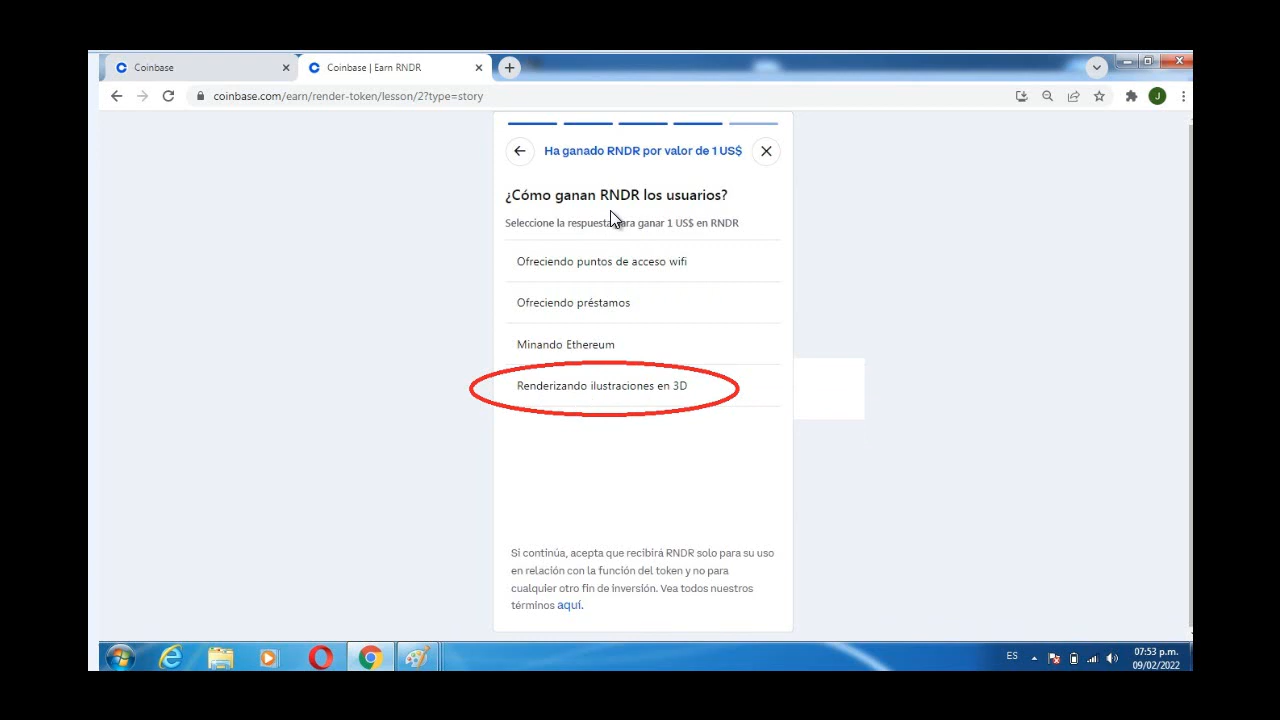 Coinbase
Coinbase | Earn RNDR
coinbase.com/earn/render-token/lesson/2?type=story
J
Ha ganado RNDR por valor de 1 US$
¿Cómo ganan RNDR los usuarios?
Seleccione la respuesta para ganar 1 US$ en RNDR
Ofreciendo puntos de acceso wifi
Ofreciendo préstamos
Minando Ethereum
Renderizando ilustraciones en 3D
Si continúa, acepta que recibirá RNDR solo para su uso
en relación con la función del token y no para
cualquier otro fin de inversión. Vea todos nuestros
términos aquí.
ES
07:53 p.m.
09/02/2022